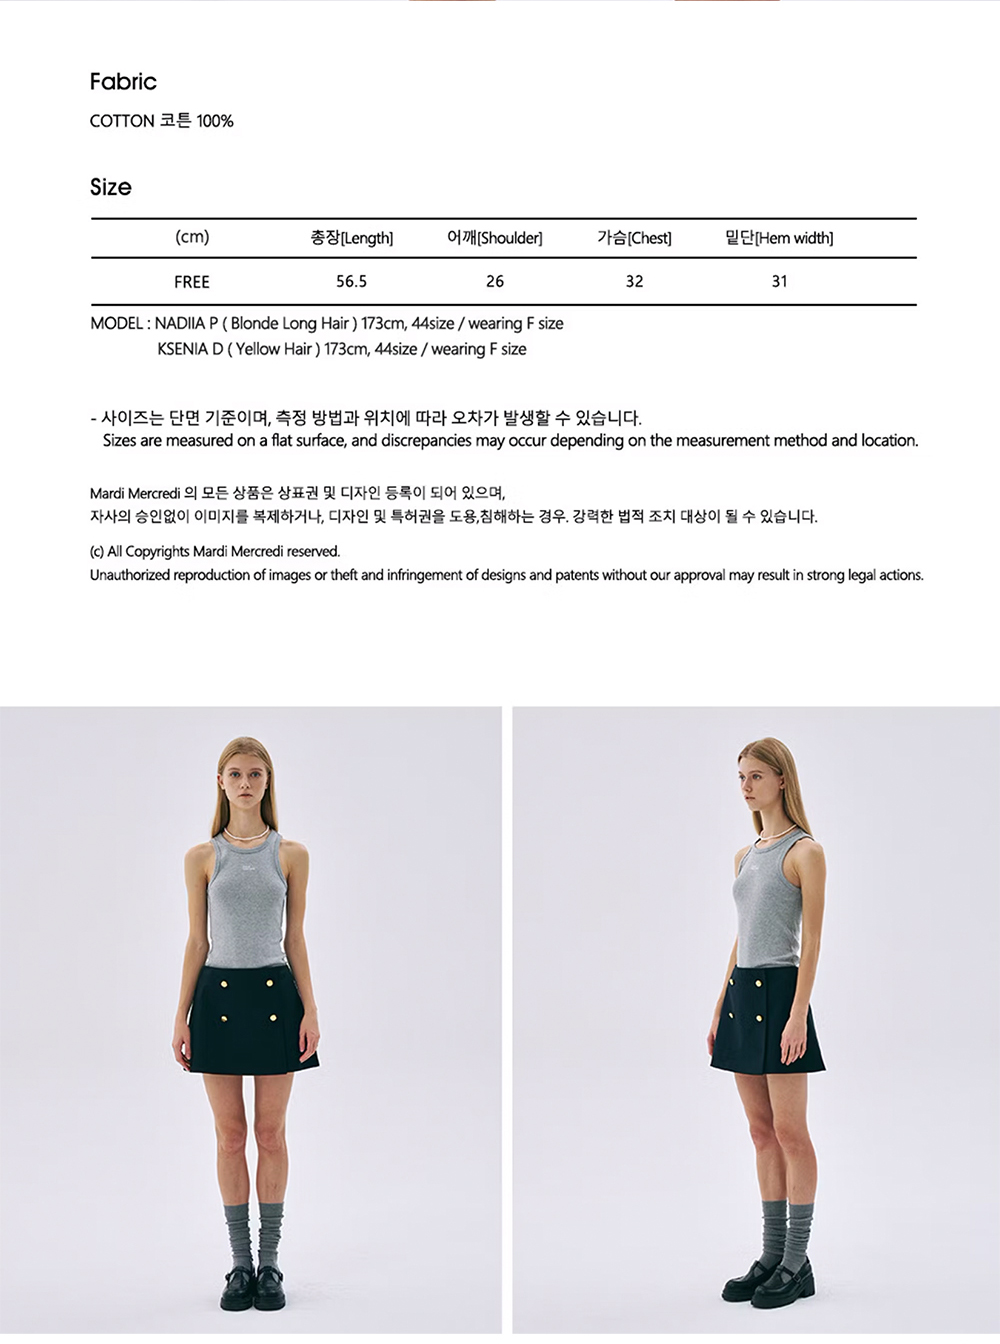 Fabric
COTTON 코튼 100%
Size
(cm) 총장[Length] 어깨[Shoulder] 가슴[Chest] 밑단[Hem width]
FREE 56.5 26 32 31
MODEL : NADIIA P ( Blonde Long Hair ) 173cm, 44size / wearing F size
KSENIA D ( Yellow Hair ) 173cm, 44size / wearing F size
- 사이즈는 단면 기준이며, 측정 방법과 위치에 따라 오차가 발생할 수 있습니다.
Sizes are measured on a flat surface, and discrepancies may occur depending on the measurement method and location.
Mardi Mercredi 의 모든 상품은 상표권 및 디자인 등록이 되어 있으며,
자사의 승인없이 이미지를 복제하거나, 디자인 및 특허권을 도용,침해하는 경우. 강력한 법적 조치 대상이 될 수 있습니다.
(c) All Copyrights Mardi Mercredi reserved.
Unauthorized reproduction of images or theft and infringement of designs and patents without our approval may result in strong legal actions.